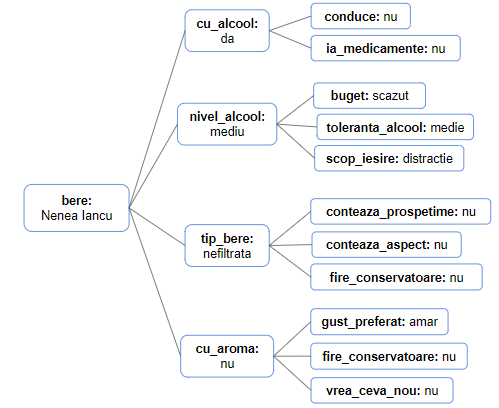 cu_alcool:
da
conduce: nu
ia_medicamente: nu
nivel_alcool:
mediu
buget: scazut
toleranta_alcool: medie
scop_iesire: distractie
bere:
Nenea Iancu
tip_bere:
nefiltrata
conteaza_prospetime: nu
conteaza_aspect: nu
fire_conservatoare: nu
cu_aroma:
nu
gust_preferat: amar
fire_conservatoare: nu
vrea_ceva_nou: nu